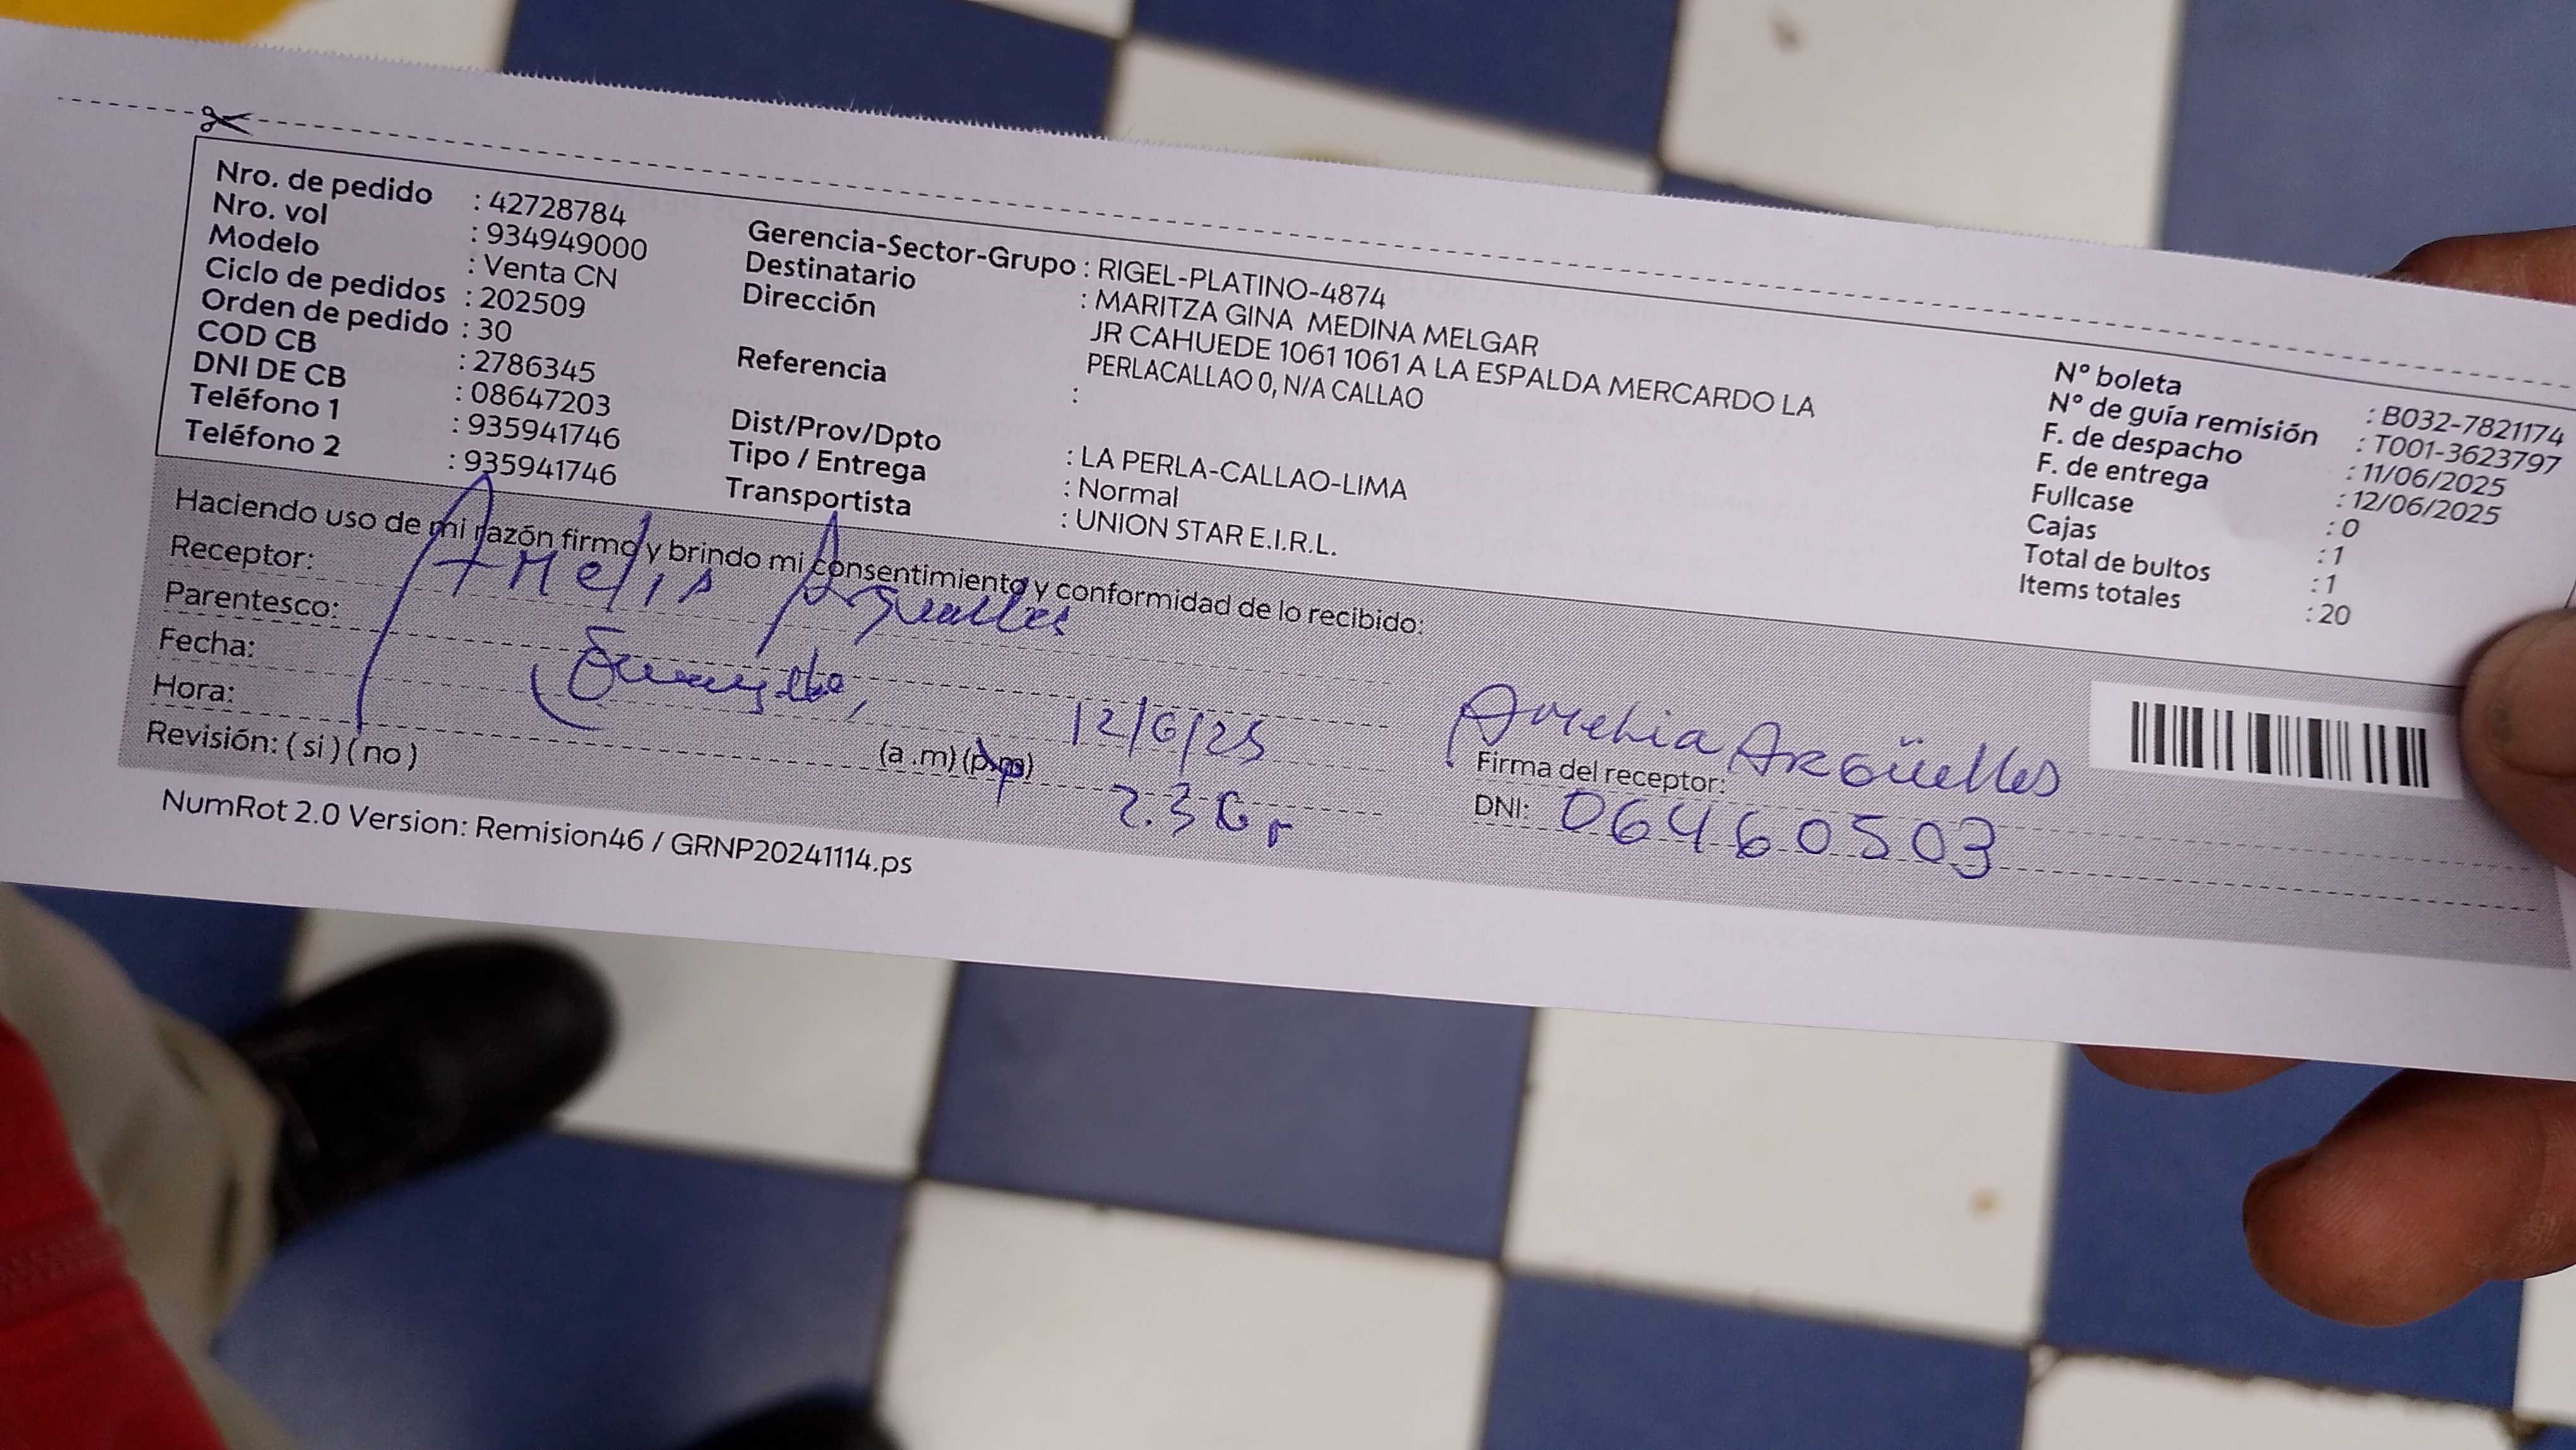 Nro. de pedido : 42728784
Nro. vol : 934949000
Modelo : Venta CN
Ciclo de pedidos : 202509
Orden de pedido : 30
COD CB : 2786345
DNI DE CB : 08647203
Teléfono 1 : 935941746
Teléfono 2 : 935941746
Gerencia-Sector-Grupo : RIGEL-PLATINO-4874
Destinatario : MARITZA GINA MEDINA MELGAR
Dirección JR CAHUEDE 1061 1061 A LA ESPALDA MERCARDO LA
PERLACALLAO 0, N/A CALLAO
Referencia :
Dist/Prov/Dpto : LA PERLA-CALLAO-LIMA
Tipo / Entrega : Normal
Transportista : UNION STAR E.I.R.L.
N° boleta : B032-7821174
N° de guía remisión : T001-3623797
F. de despacho : 11/06/2025
F. de entrega : 12/06/2025
Fullcase : 0
Cajas : 1
Total de bultos : 1
Items totales : 20
Haciendo uso de mi razón firmo y brindo mi consentimiento y conformidad de lo recibido:
Receptor: Arguelles
Parentesco:
Fecha: 12/6/25
Hora: (a .m) (p.m)
Revisión: ( si ) ( no )
Amelia Argüelles
Firma del receptor:
DNI: 06460503
NumRot 2.0 Version: Remision46 / GRNP20241114.ps